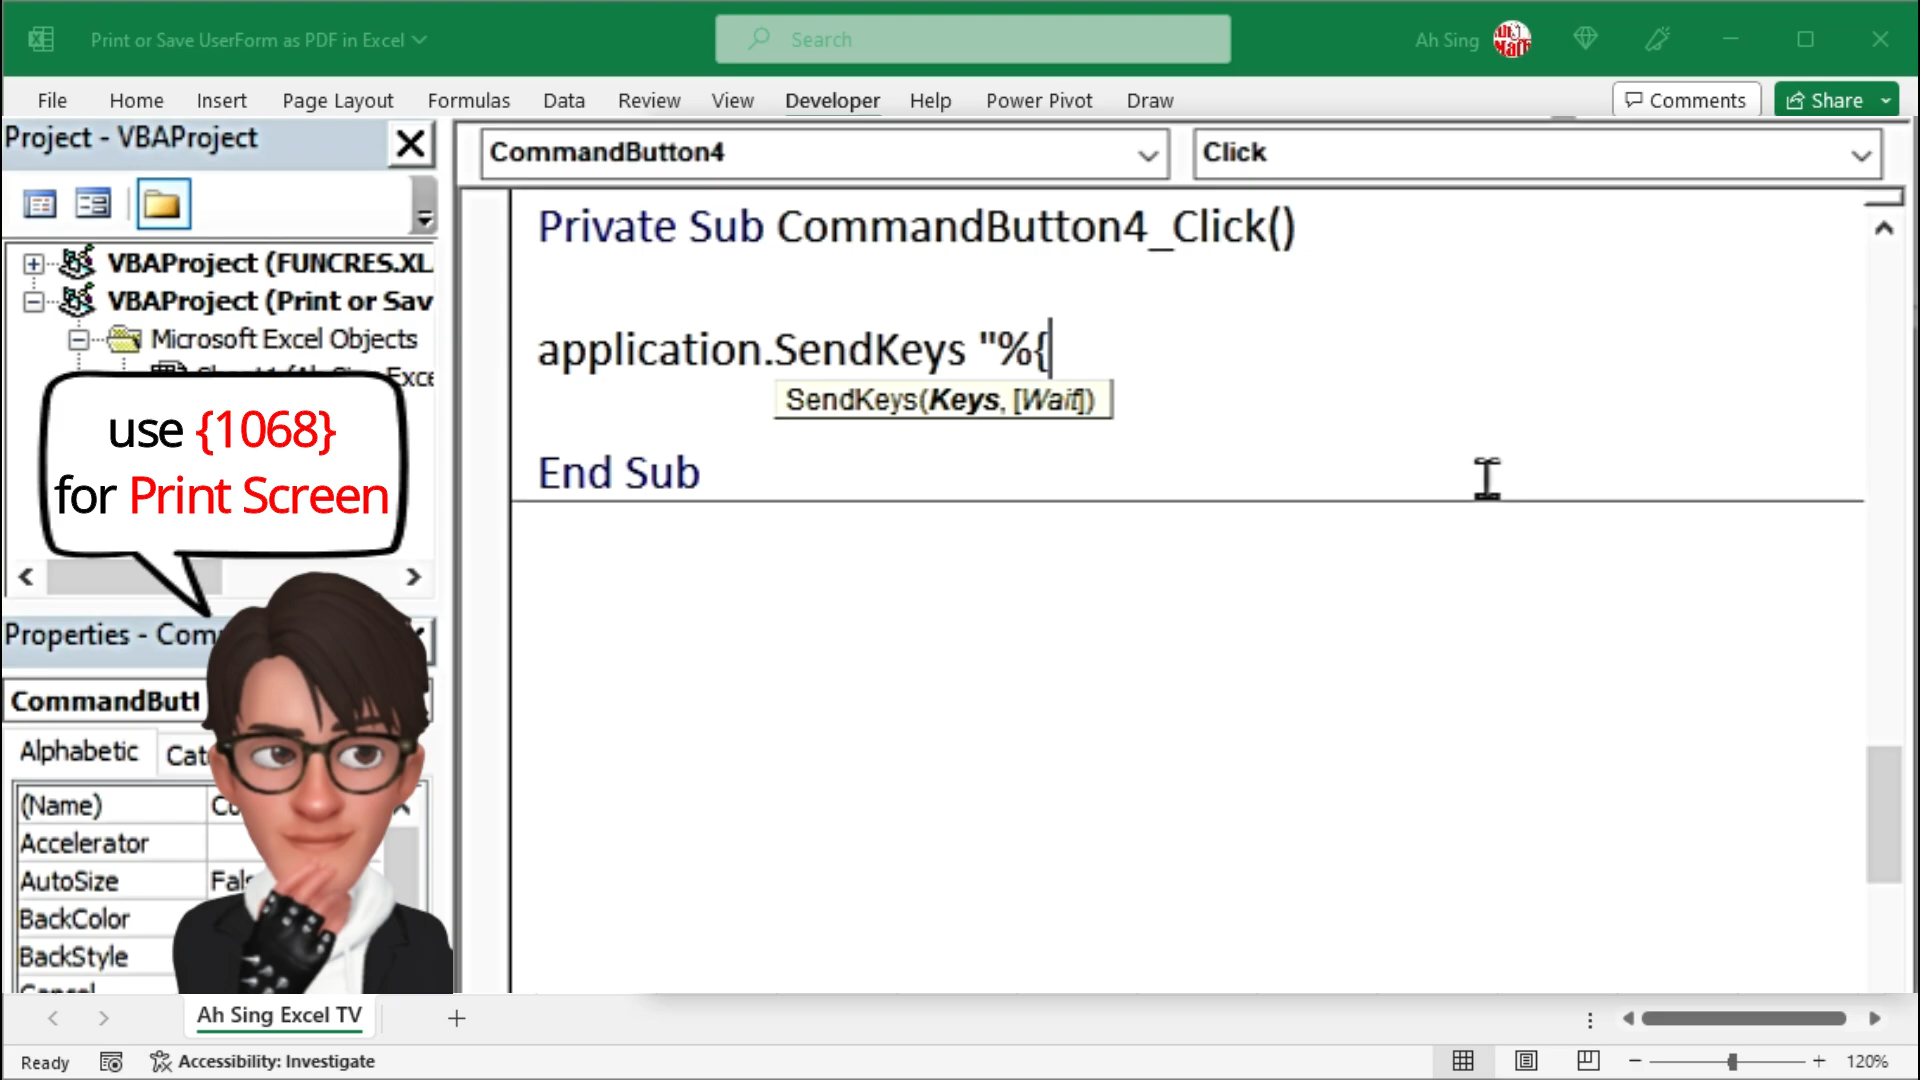 Print or Save UserForm as PDF in Excel
Search
Ah Sing
File Home Insert Page Layout Formulas Data Review View Developer Help Power Pivot Draw
Comments
Share
Project - VBAProject
CommandButton4
Click
VBAProject (FUNCRES.XL
VBAProject (Print or Sav
Microsoft Excel Objects
Private Sub CommandButton4_Click()
application.SendKeys "%{
SendKeys(Keys, [Wait])
End Sub
use {1068}
for Print Screen
Properties - Com
CommandButt
Alphabetic Cat
(Name) Co
Accelerator
AutoSize Fals
BackColor
BackStyle
Ah Sing Excel TV
Ready
Accessibility: Investigate
120%